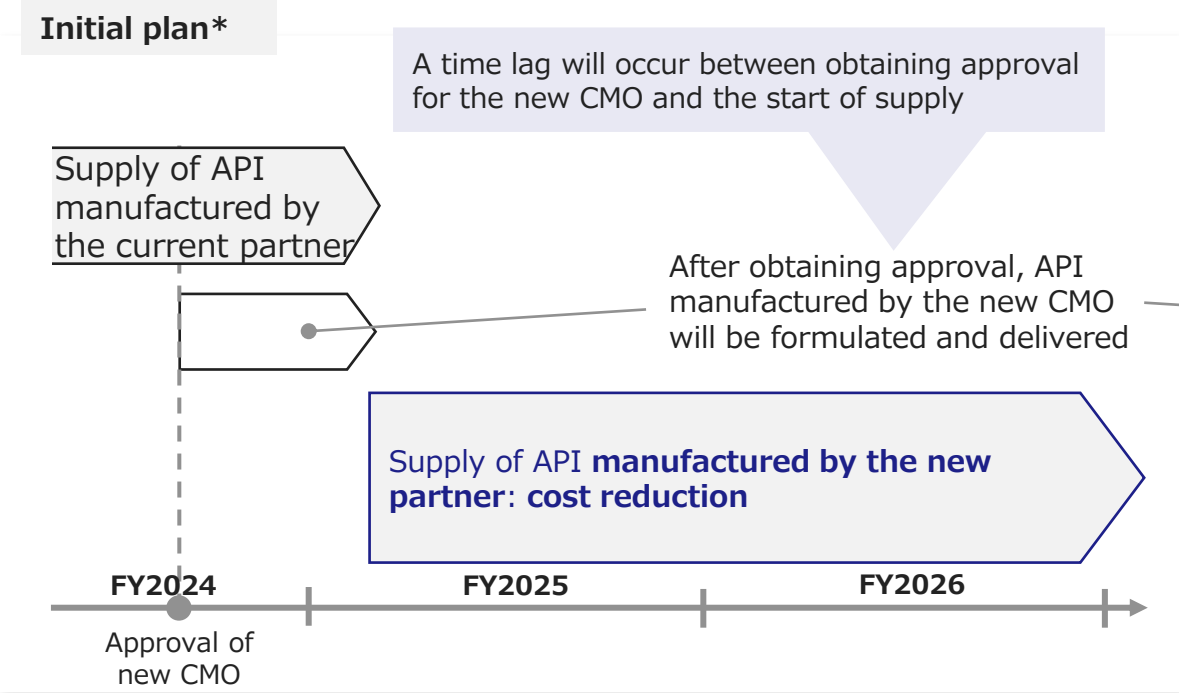 Initial plan*
A time lag will occur between obtaining approval
for the new CMO and the start of supply
Supply of API
manufactured by
the current partner
After obtaining approval, API
manufactured by the new CMO
will be formulated and delivered
Supply of API manufactured by the new
partner: cost reduction
FY2024
FY2025
FY2026
Approval of
new CMO